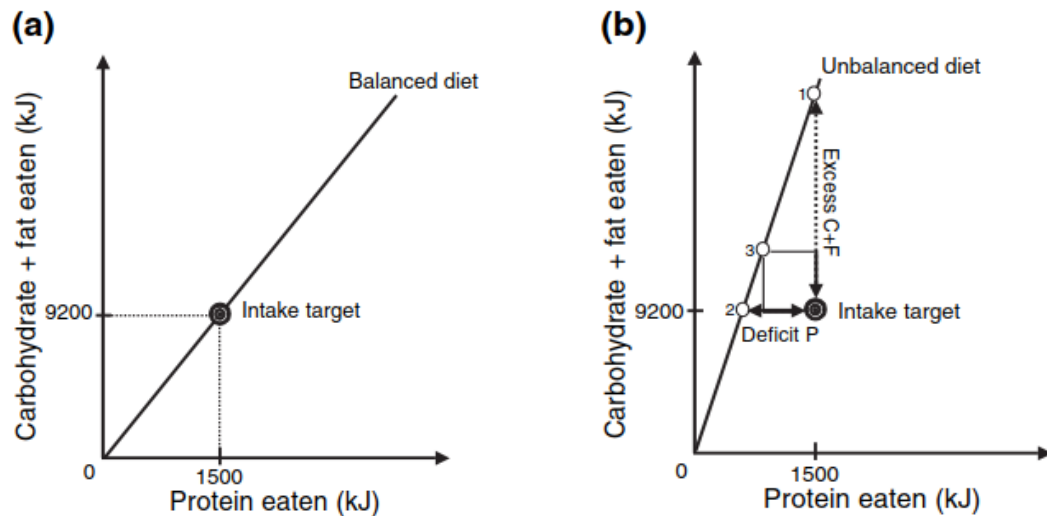 (a)
Carbohydrate + fat eaten (kJ)
Balanced diet
9200
Intake target
0
1500
Protein eaten (kJ)
(b)
Carbohydrate + fat eaten (kJ)
Unbalanced diet
1
Excess C+F
3
9200
2
Intake target
Deficit P
0
1500
Protein eaten (kJ)